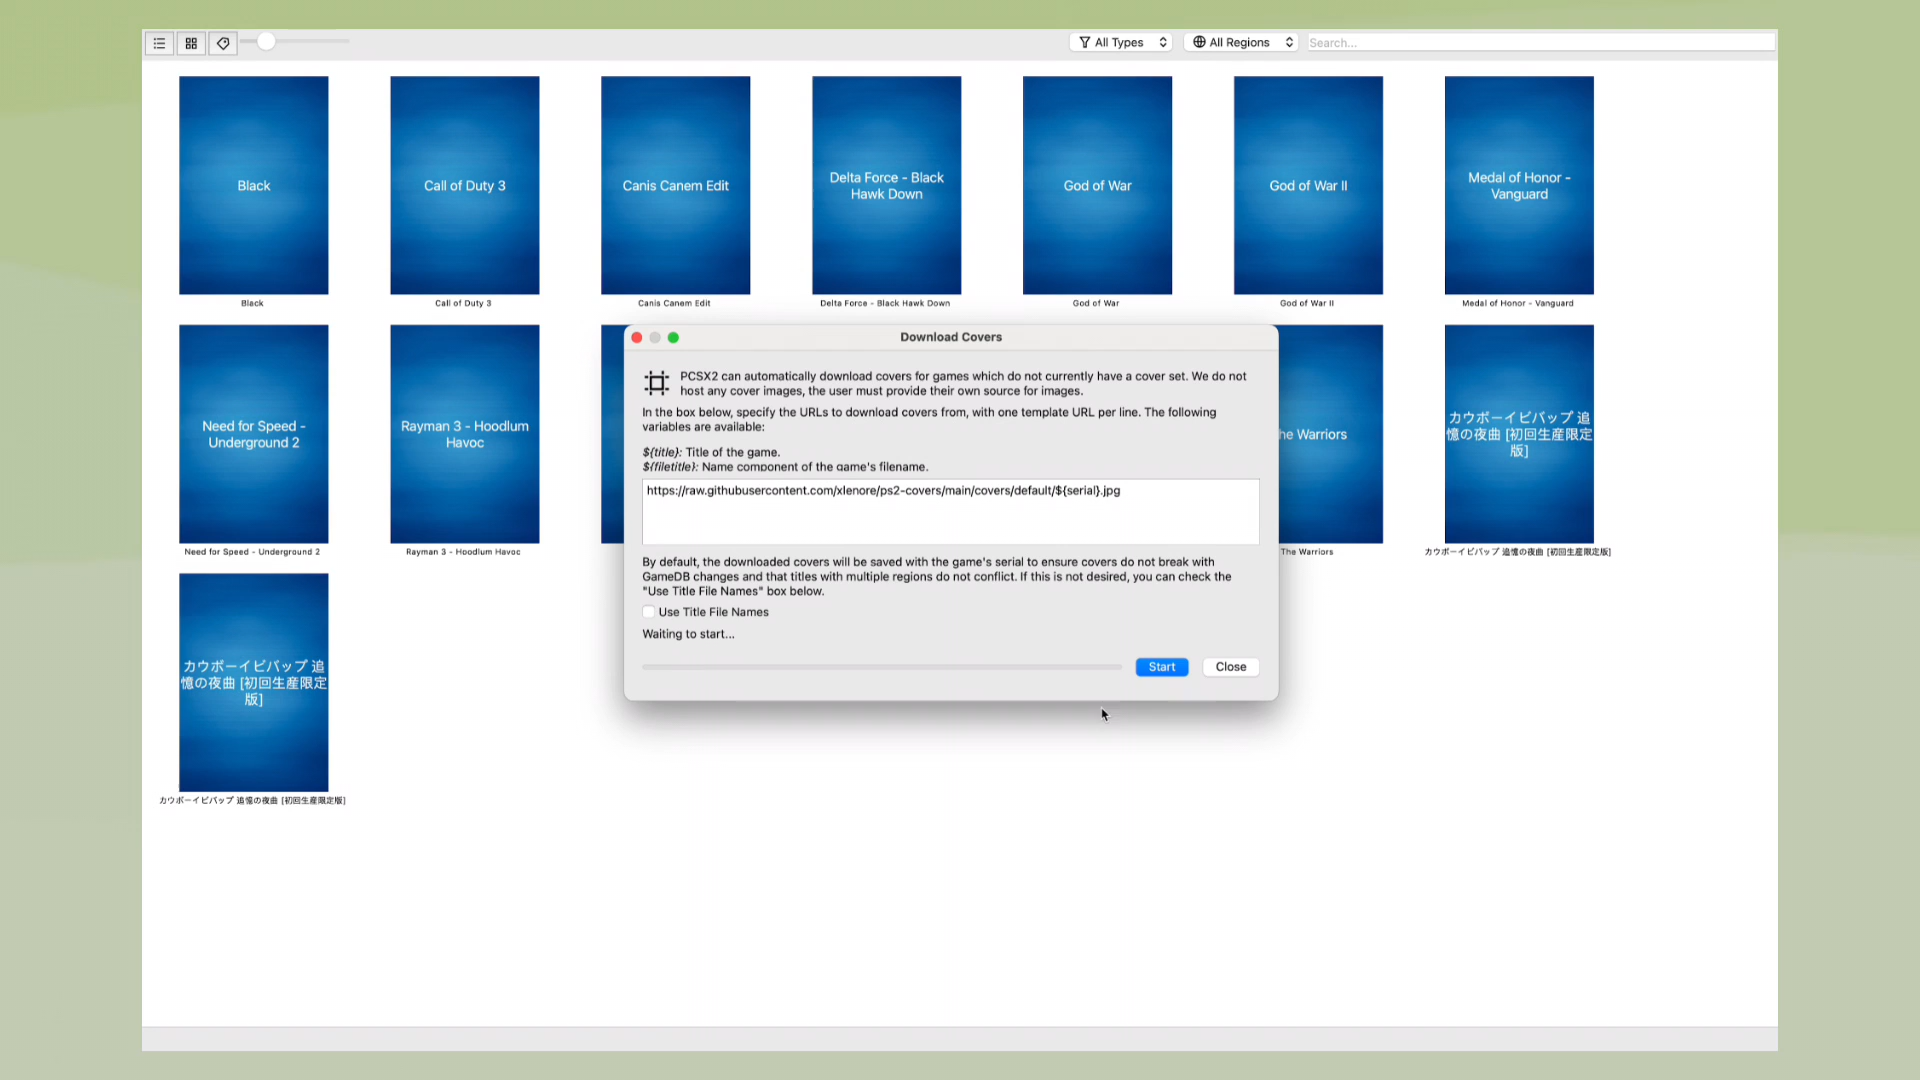 All Types
All Regions
Search...
Black
Call of Duty 3
Canis Canem Edit
Delta Force - Black
Hawk Down
God of War
God of War II
Medal of Honor -
Vanguard
Black
Call of Duty 3
Canis Canem Edit
Delta Force - Black Hawk Down
God of War
God of War II
Medal of Honor - Vanguard
Need for Speed -
Underground 2
Rayman 3 - Hoodlum
Havoc
he Warriors
カウボーイビバップ 追
憶の夜曲 [初回生産限定
版]
Need for Speed - Underground 2
Rayman 3 - Hoodlum Havoc
The Warriors
カウボーイビバップ 追憶の夜曲 [初回生産限定版]
カウボーイビバップ 追
憶の夜曲 [初回生産限定
版]
カウボーイビバップ 追憶の夜曲 [初回生産限定版]
Download Covers
PCSX2 can automatically download covers for games which do not currently have a cover set. We do not
host any cover images, the user must provide their own source for images.
In the box below, specify the URLs to download covers from, with one template URL per line. The following
variables are available:
${title}: Title of the game.
${filetitle}: Name component of the game's filename.
https://raw.githubusercontent.com/xlenore/ps2-covers/main/covers/default/${serial}.jpg
By default, the downloaded covers will be saved with the game's serial to ensure covers do not break with
GameDB changes and that titles with multiple regions do not conflict. If this is not desired, you can check the
"Use Title File Names" box below.
Use Title File Names
Waiting to start...
Start
Close